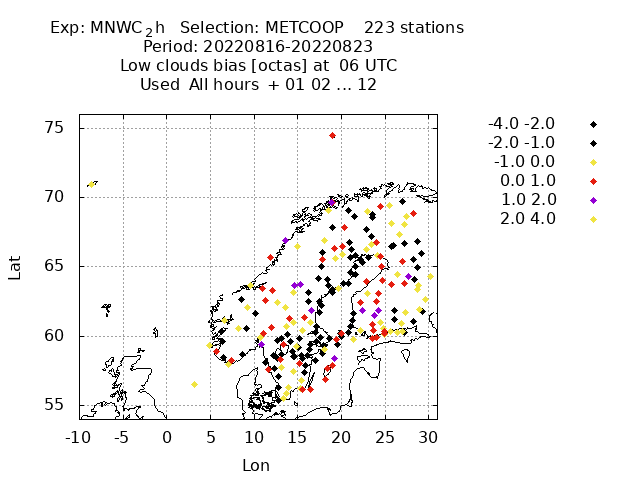 Exp: MNWC_2h   Selection: METCOOP    223 stations
Period: 20220816-20220823
Low clouds bias [octas] at  06 UTC
Used  All hours  + 01 02 ... 12
-4.0 -2.0
-2.0 -1.0
-1.0 0.0
0.0 1.0
1.0 2.0
2.0 4.0
75
70
65
60
55
Lat
-10 -5 0 5 10 15 20 25 30
Lon